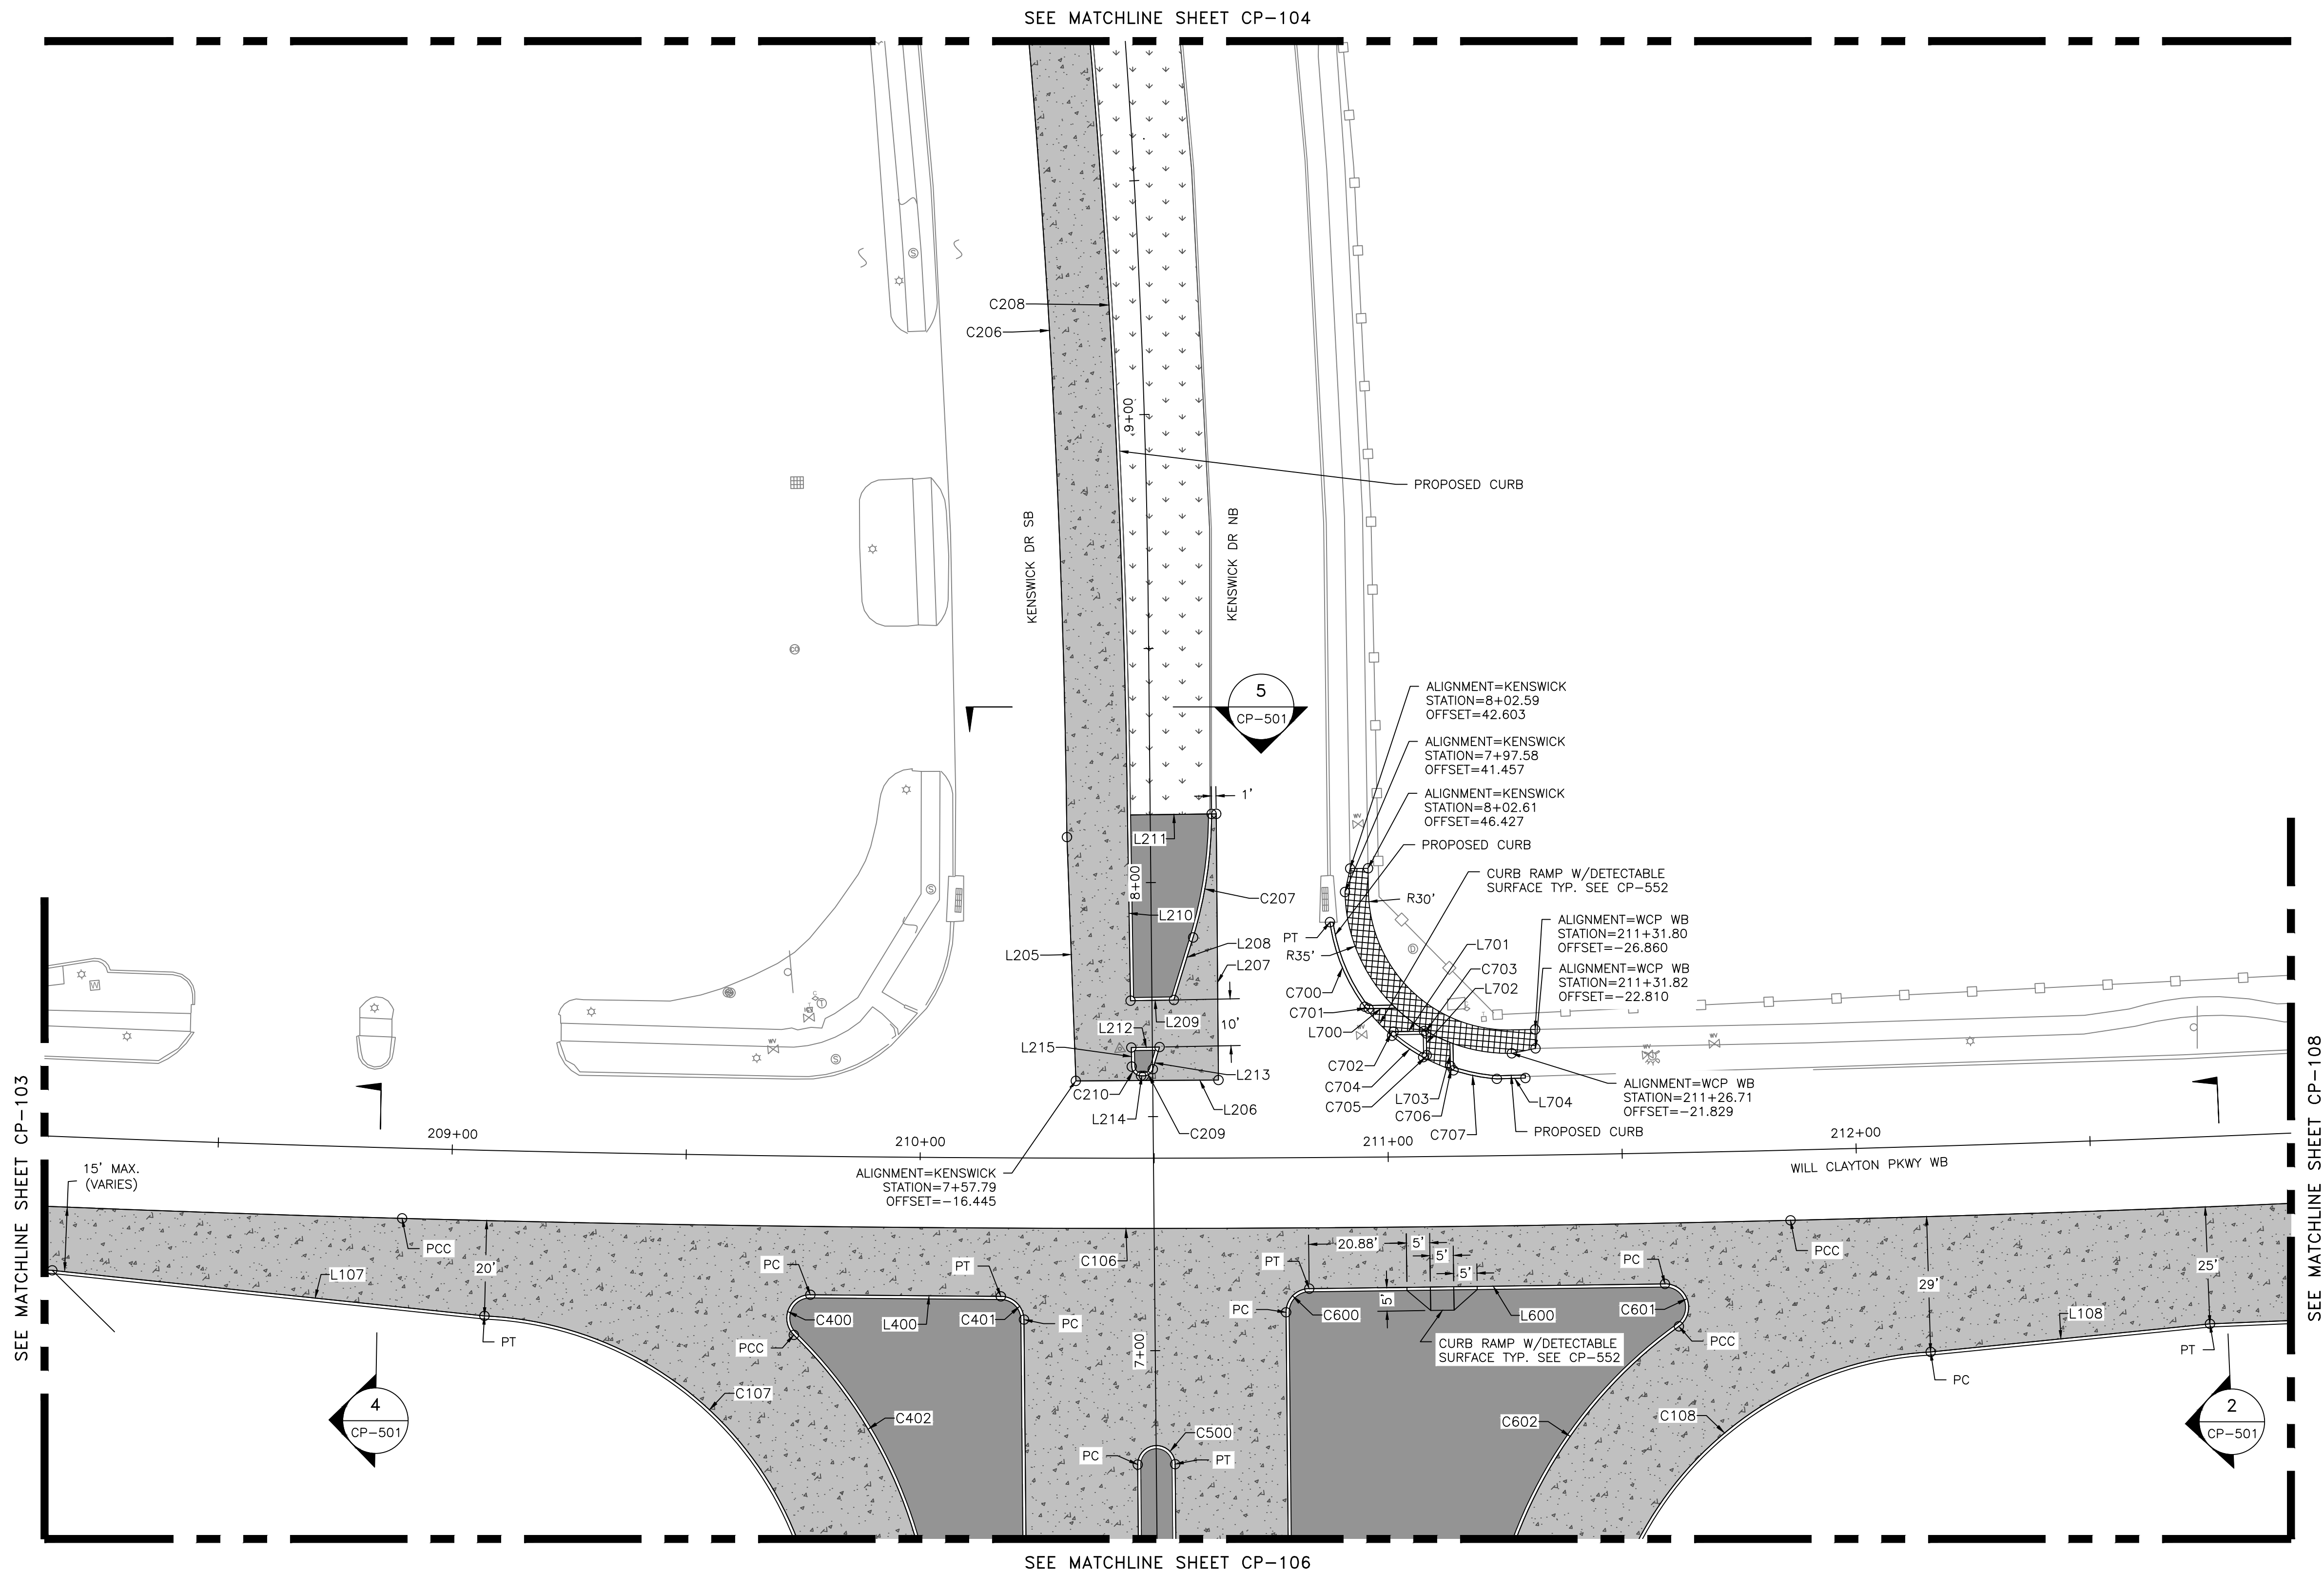 SEE MATCHLINE SHEET CP-104
C208
C206
9+00
PROPOSED CURB
KENSWICK DR SB
KENSWICK DR NB
5
CP-501
ALIGNMENT=KENSWICK
STATION=8+02.59
OFFSET=42.603
ALIGNMENT=KENSWICK
STATION=7+97.58
OFFSET=41.457
ALIGNMENT=KENSWICK
STATION=8+02.61
OFFSET=46.427
PROPOSED CURB
CURB RAMP W/DETECTABLE
SURFACE TYP. SEE CP-552
1'
L211
8+00
C207
L210
R30'
WV
PT
R35'
L208
L207
L205
L701
C703
L702
ALIGNMENT=WCP WB
STATION=211+31.80
OFFSET=-26.860
ALIGNMENT=WCP WB
STATION=211+31.82
OFFSET=-22.810
C700
C701
L700
L209
10'
L212
L215
WV
C702
C704
C705
L213
C210
L214
L206
C209
L703
C706
C707
L704
PROPOSED CURB
ALIGNMENT=WCP WB
STATION=211+26.71
OFFSET=-21.829
S
S
S
CO
W
T
WV
WV
D
WV
WV
SEE MATCHLINE SHEET CP-103
SEE MATCHLINE SHEET CP-108
209+00
210+00
211+00
212+00
WILL CLAYTON PKWY WB
15' MAX.
(VARIES)
ALIGNMENT=KENSWICK
STATION=7+57.79
OFFSET=-16.445
PCC
L107
20'
PT
PC
PT
C106
PT
20.88'
5'
5'
5'
5'
PC
PCC
29'
25'
C400
L400
C401
PC
PC
C600
L600
C601
L108
PCC
7+00
CURB RAMP W/DETECTABLE
SURFACE TYP. SEE CP-552
PCC
PT
PC
C107
C402
C500
C602
C108
PC
PT
4
CP-501
2
CP-501
SEE MATCHLINE SHEET CP-106